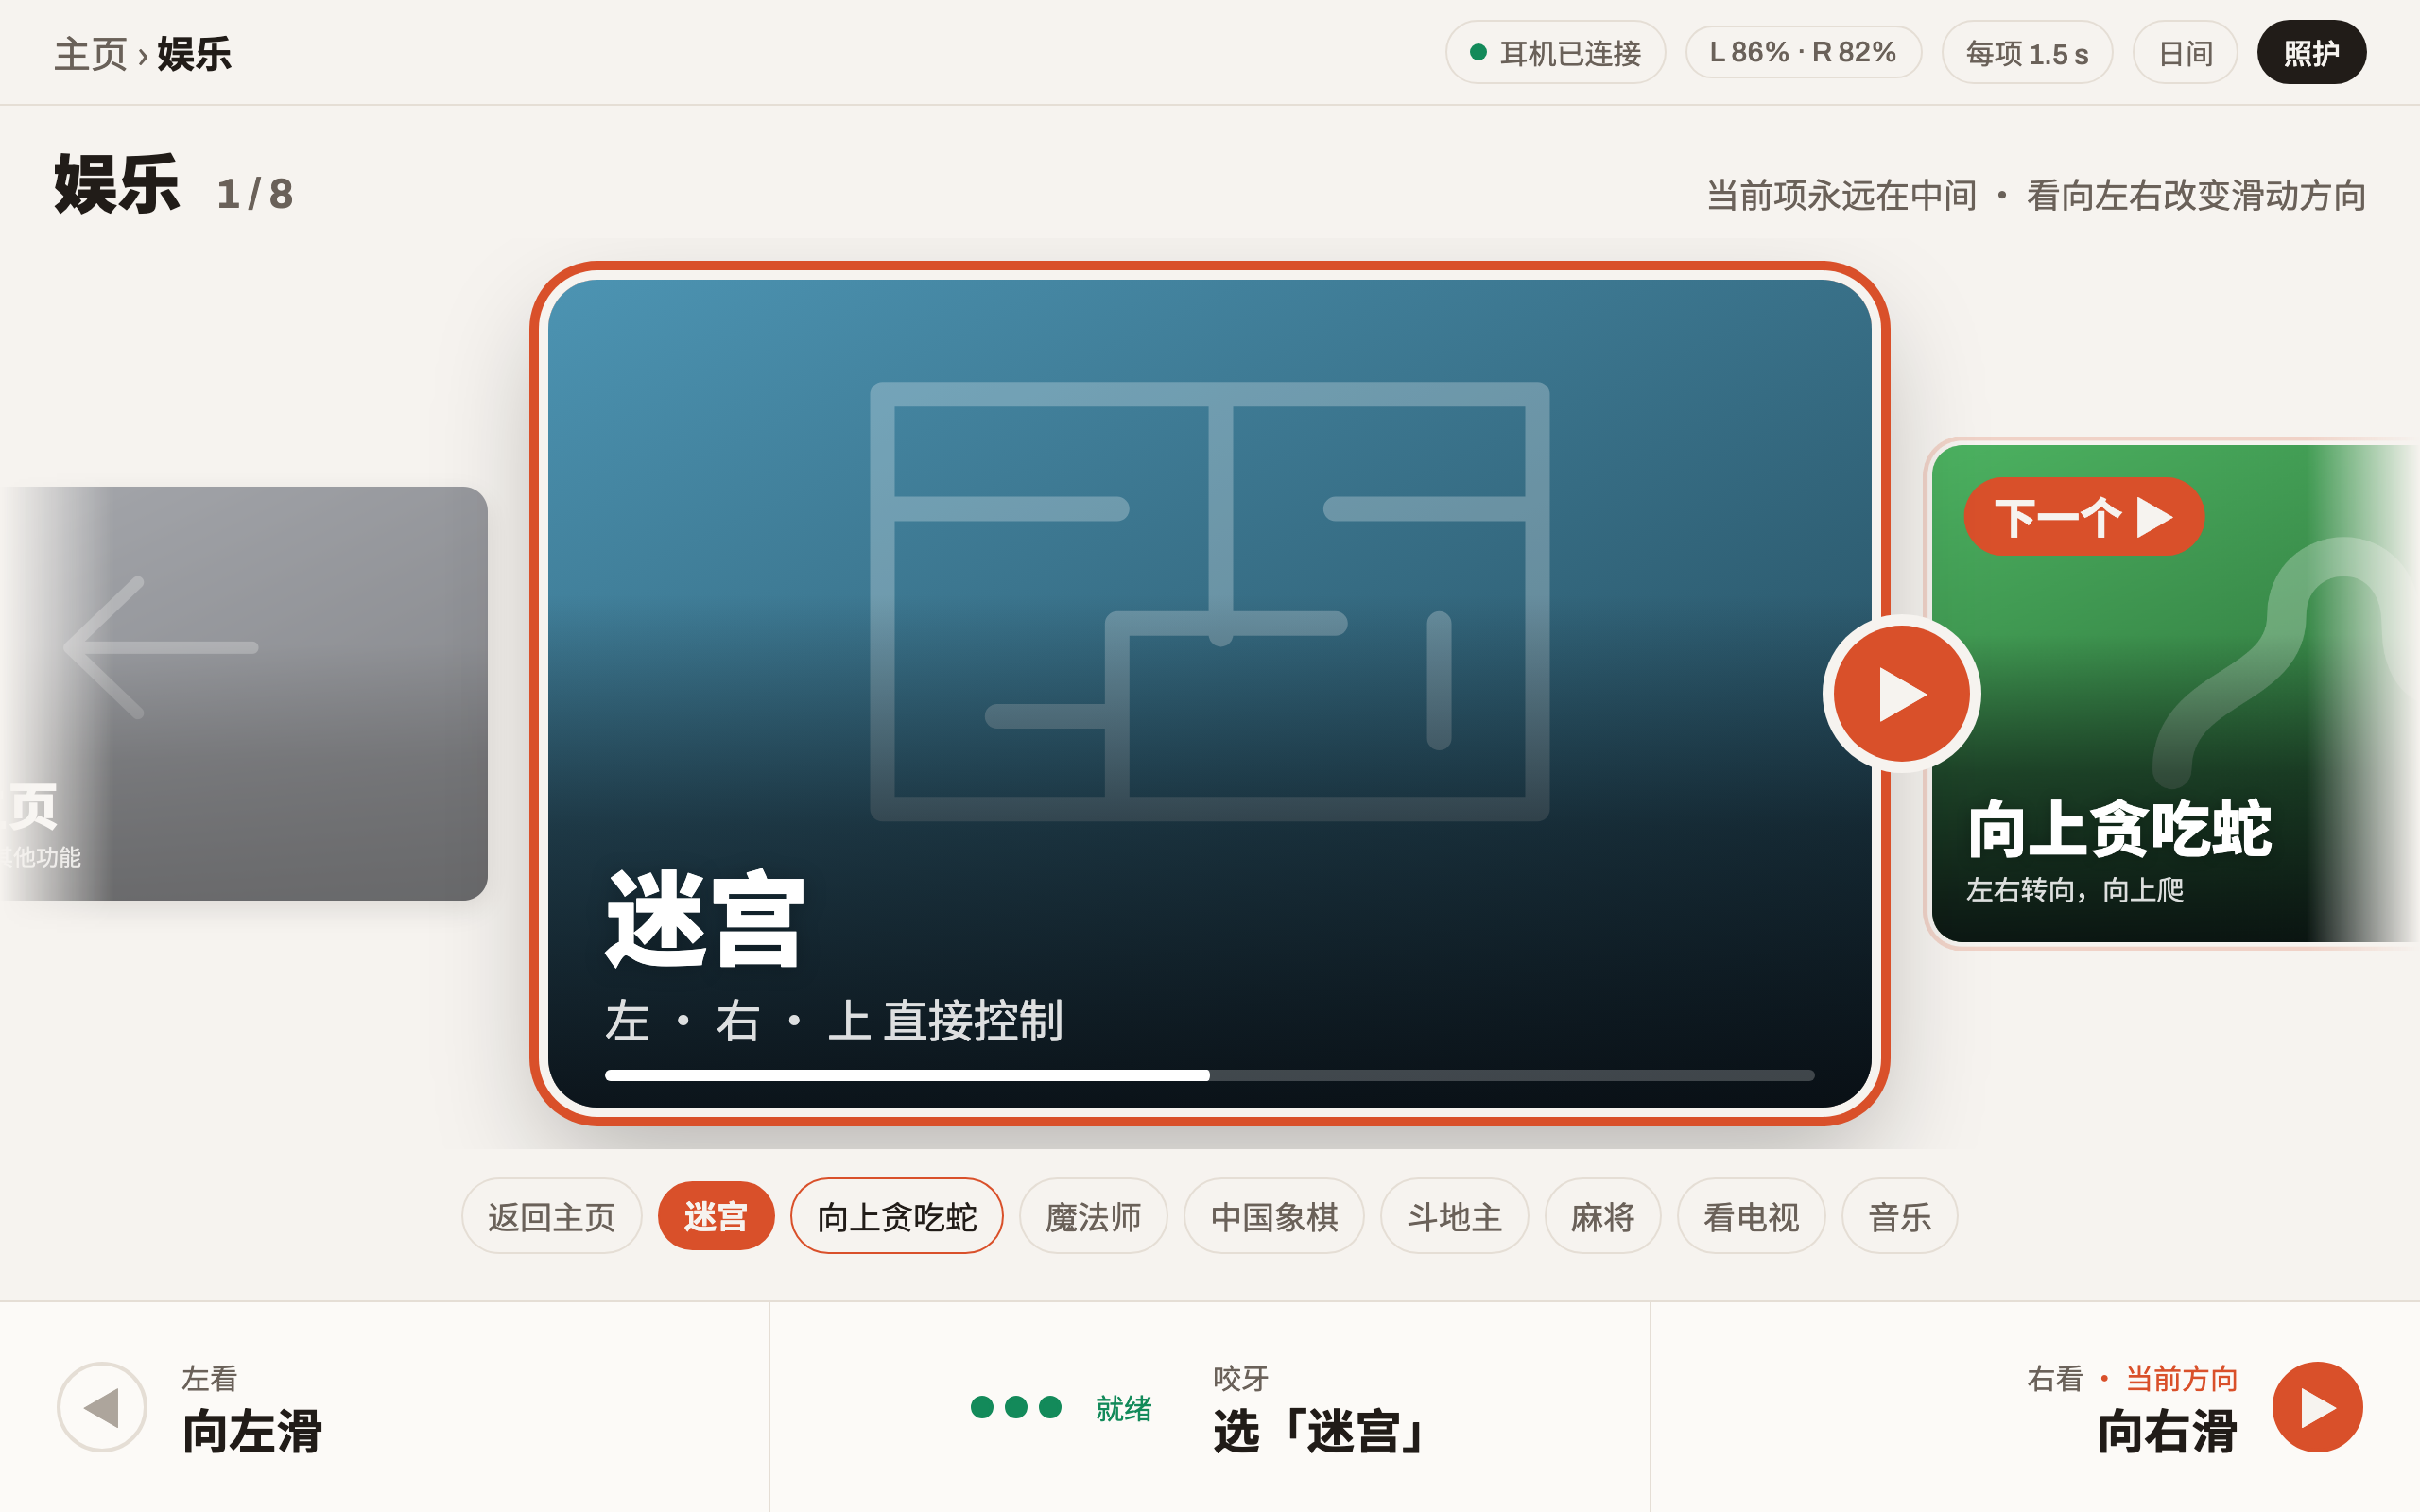 主页 › 娱乐
耳机已连接
L 86% · R 82%
每项 1.5 s
日间
照护
娱乐 1 / 8
当前项永远在中间 · 看向左右改变滑动方向
页
其他功能
迷宫
左 · 右 · 上 直接控制
下一个
向上贪吃蛇
左右转向，向上爬
返回主页
迷宫
向上贪吃蛇
魔法师
中国象棋
斗地主
麻将
看电视
音乐
左看
向左滑
就绪
咬牙
选「迷宫」
右看 · 当前方向
向右滑